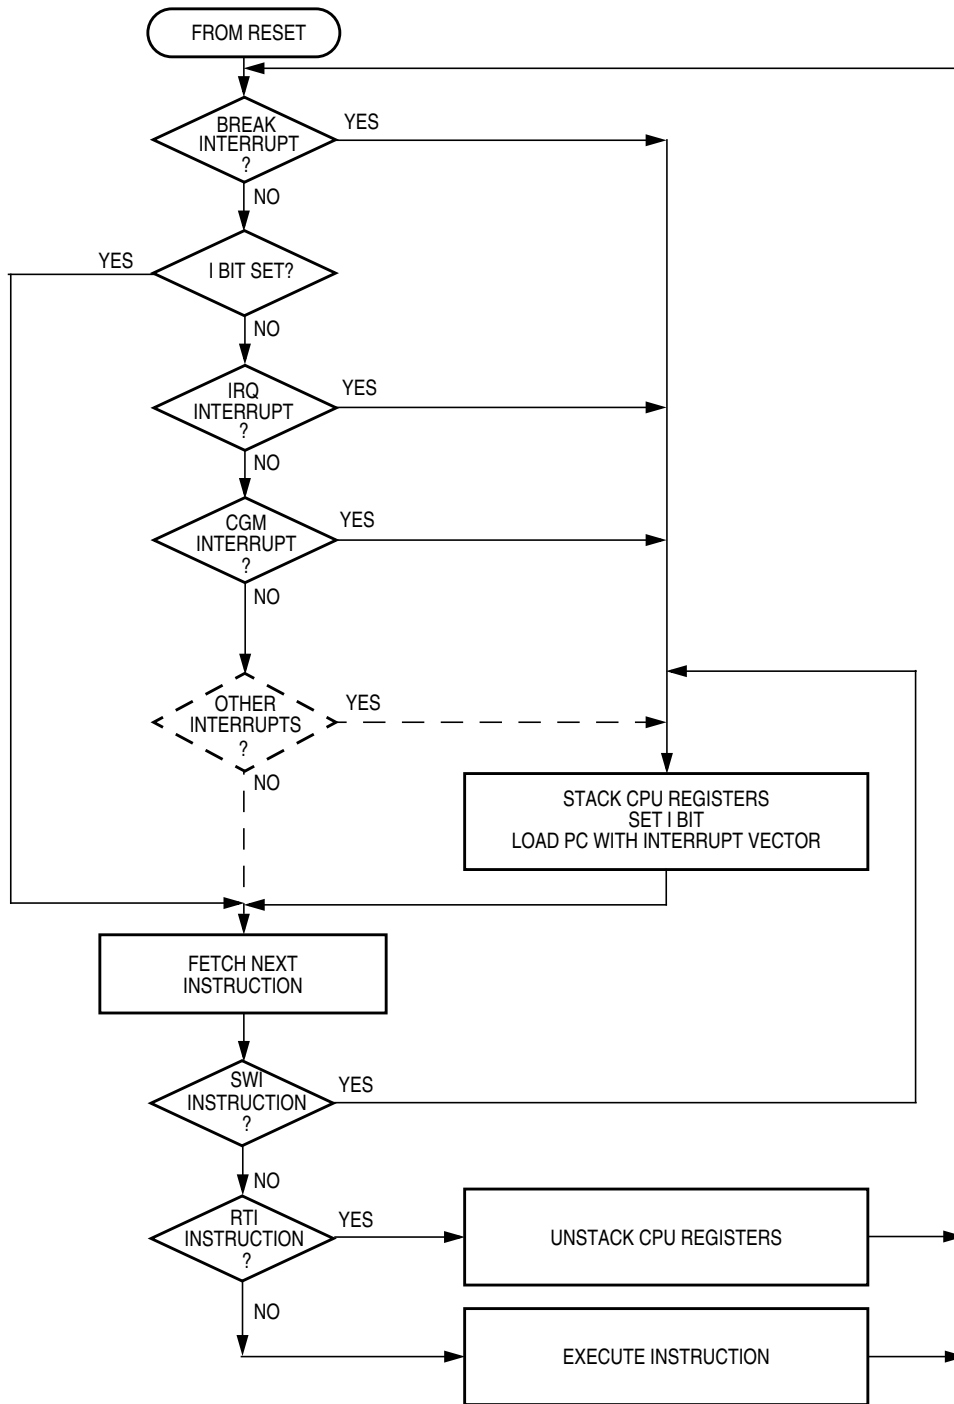 FROM RESET
BREAK
INTERRUPT
?
YES
NO
I BIT SET?
YES
NO
IRQ
INTERRUPT
?
YES
NO
CGM
INTERRUPT
?
YES
NO
OTHER
INTERRUPTS
?
YES
NO
STACK CPU REGISTERS
SET I BIT
LOAD PC WITH INTERRUPT VECTOR
FETCH NEXT
INSTRUCTION
SWI
INSTRUCTION
?
YES
NO
RTI
INSTRUCTION
?
YES
UNSTACK CPU REGISTERS
NO
EXECUTE INSTRUCTION